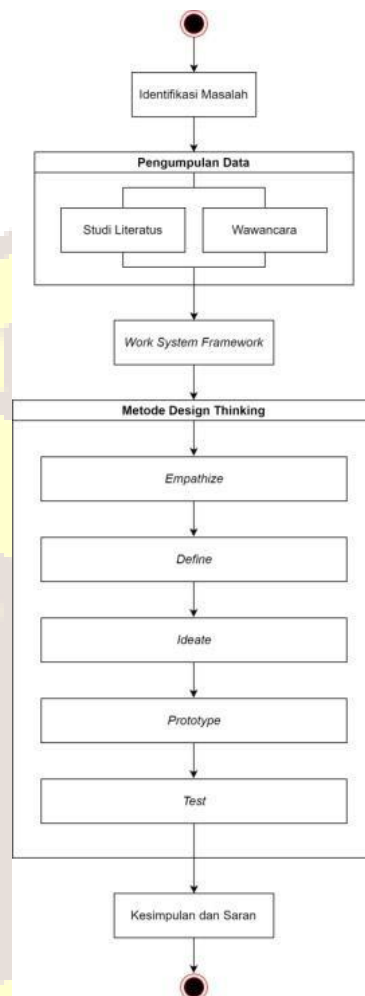 Identifikasi Masalah
Pengumpulan Data
Studi Literatus
Wawancara
Work System Framework
Metode Design Thinking
Empathize
Define
Ideate
Prototype
Test
Kesimpulan dan Saran